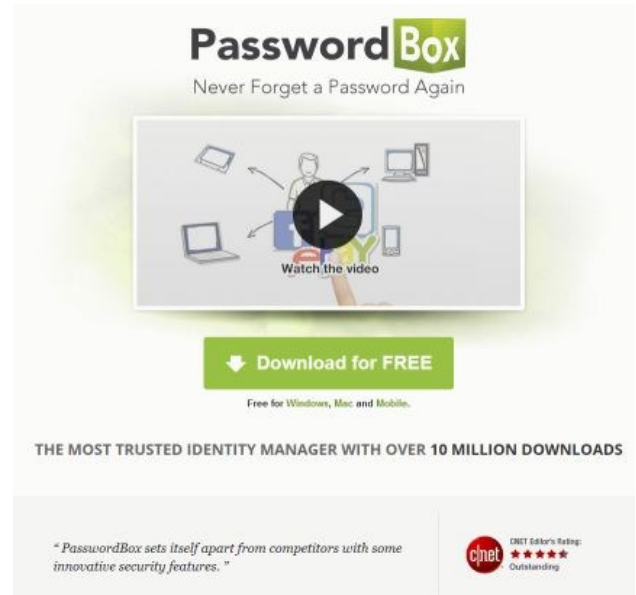 PasswordBox
Never Forget a Password Again
f
ebay
Watch the video
Download for FREE
Free for Windows, Mac and Mobile.
THE MOST TRUSTED IDENTITY MANAGER WITH OVER 10 MILLION DOWNLOADS
“ PasswordBox sets itself apart from competitors with some
innovative security features. ”
c|net
CNET Editor's Rating:
Outstanding